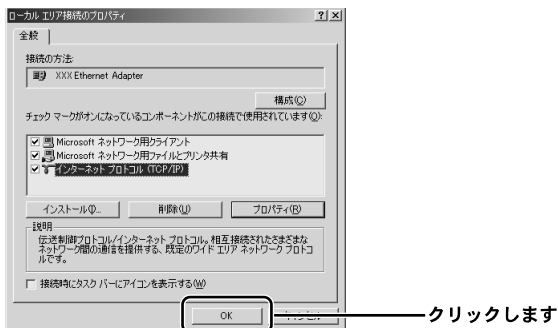 ローカル エリア接続のプロパティ
全般
接続の方法:
XXX Ethernet Adapter
構成(C)
チェック マークがオンになっているコンポーネントがこの接続で使用されています(O):
Microsoft ネットワーク用クライアント
Microsoft ネットワーク用ファイルとプリンタ共有
インターネット プロトコル (TCP/IP)
インストール(I)...
削除(U)
プロパティ(R)
説明
伝送制御プロトコル/インターネット プロトコル。相互接続されたさまざまな
ネットワーク間の通信を提供する、既定のワイド エリア ネットワーク プロトコ
ルです。
接続時にタスク バーにアイコンを表示する(W)
OK
クリックします